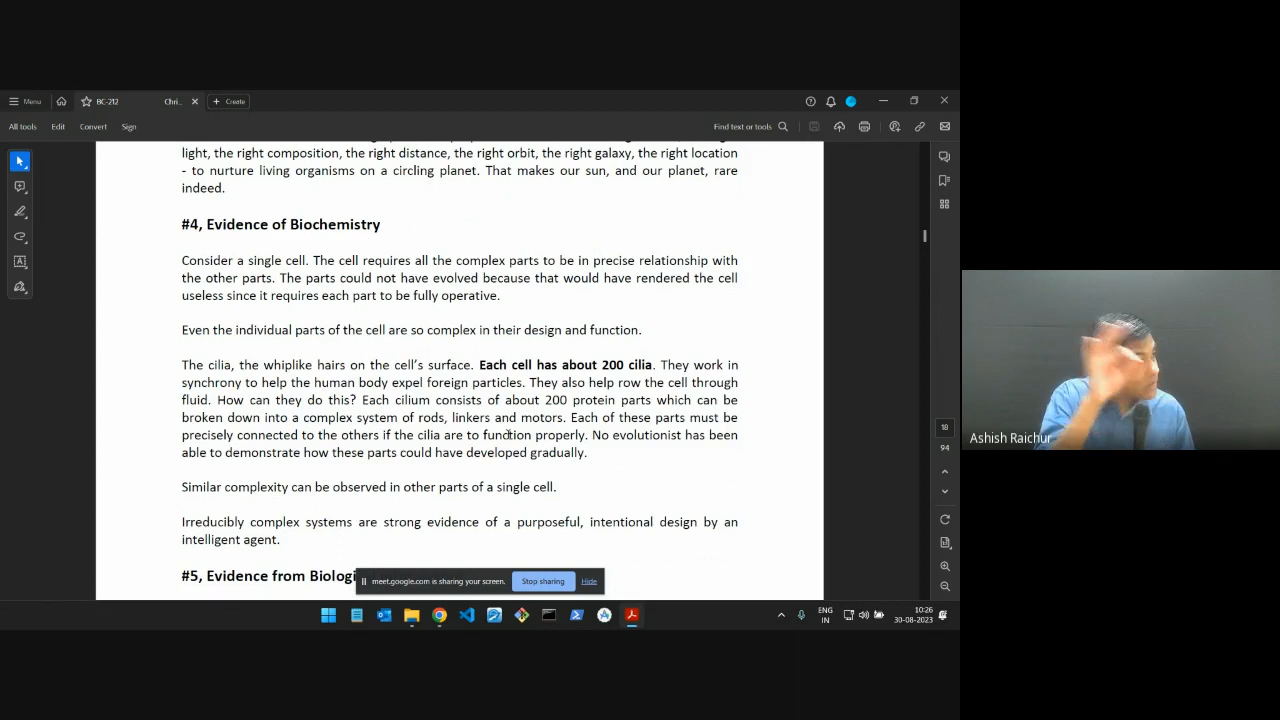 Menu
BC-212
Chri...
Create
All tools
Edit
Convert
Sign
Find text or tools
light, the right composition, the right distance, the right orbit, the right galaxy, the right location
- to nurture living organisms on a circling planet. That makes our sun, and our planet, rare
indeed.
#4, Evidence of Biochemistry
Consider a single cell. The cell requires all the complex parts to be in precise relationship with
the other parts. The parts could not have evolved because that would have rendered the cell
useless since it requires each part to be fully operative.
Even the individual parts of the cell are so complex in their design and function.
The cilia, the whiplike hairs on the cell's surface. Each cell has about 200 cilia. They work in
synchrony to help the human body expel foreign particles. They also help row the cell through
fluid. How can they do this? Each cilium consists of about 200 protein parts which can be
broken down into a complex system of rods, linkers and motors. Each of these parts must be
precisely connected to the others if the cilia are to function properly. No evolutionist has been
able to demonstrate how these parts could have developed gradually.
Similar complexity can be observed in other parts of a single cell.
Irreducibly complex systems are strong evidence of a purposeful, intentional design by an
intelligent agent.
#5, Evidence from Biologi
meet.google.com is sharing your screen.
Stop sharing
Hide
18
94
ENG
IN
10:26
30-08-2023
Ashish Raichur